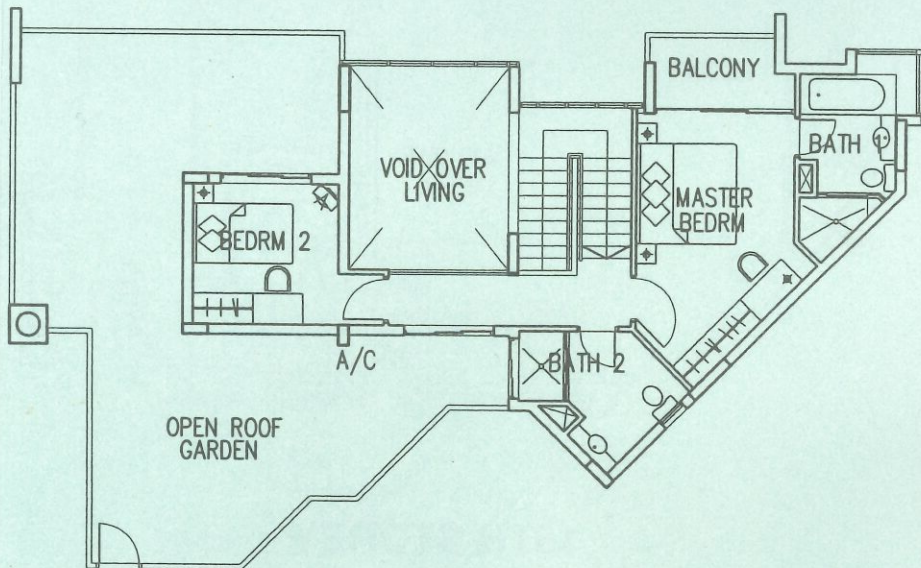 BALCONY
VOID OVER
LIVING
BATH 1
MASTER
BEDRM
BEDRM 2
A/C
BATH 2
OPEN ROOF
GARDEN